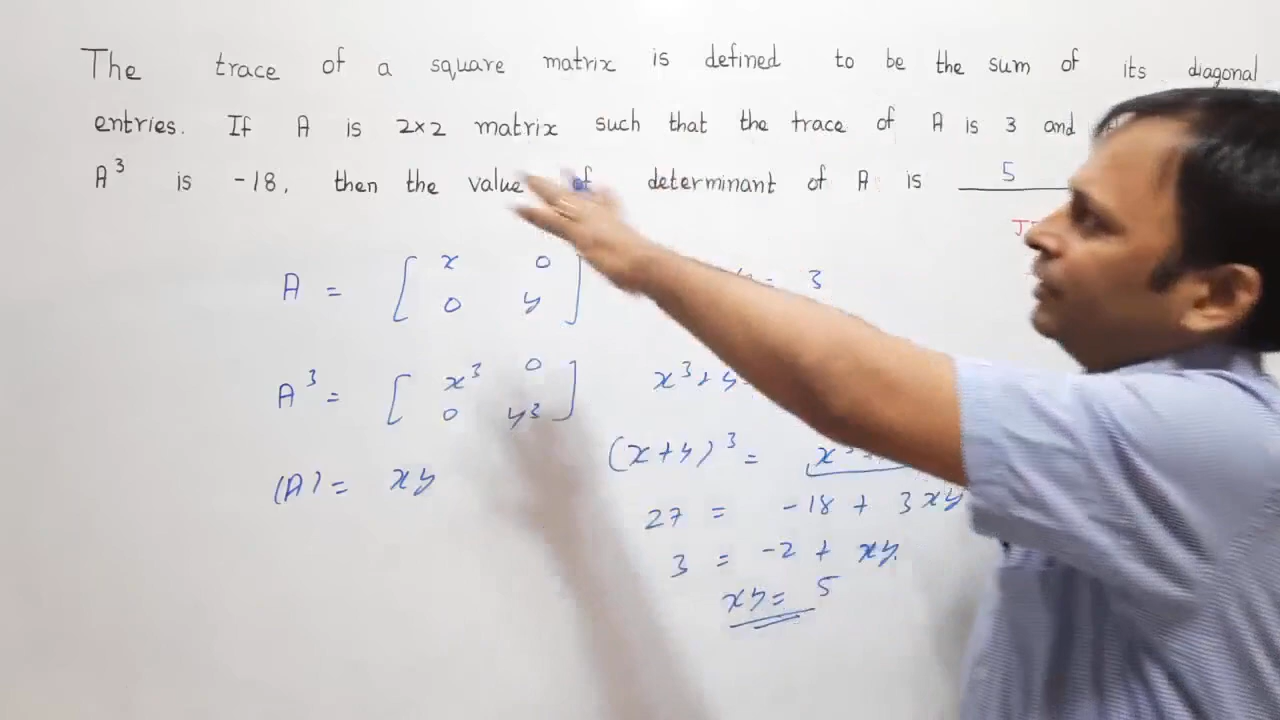 The trace of a square matrix is defined to be the sum of its diagonal
entries. If A is 2×2 matrix such that the trace of A is 3 and
A³ is -18, then the value of determinant of A is 5
A = [ x 0
0 y ]
= 3
A³ = [ x³ 0
0 y³ ]
x³ +
(x+y)³ =
(A) = xy
27 = -18 + 3xy
3 = -2 + xy.
xy = 5